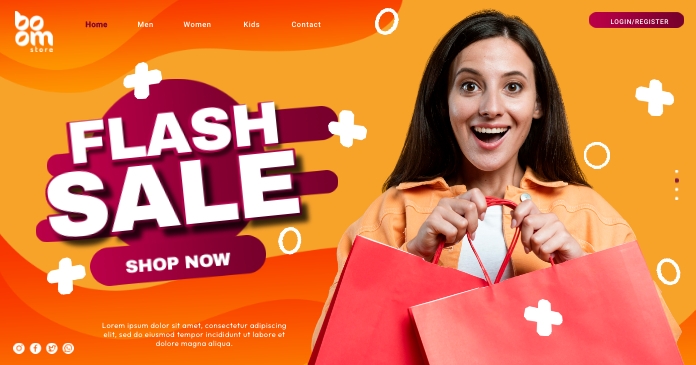 boom
store
Home Men Women Kids Contact
LOGIN/REGISTER
FLASH
SALE
SHOP NOW
Lorem ipsum dolor sit amet, consectetur adipiscing
elit, sed do eiusmod tempor incididunt ut labore et
dolore magna aliqua.